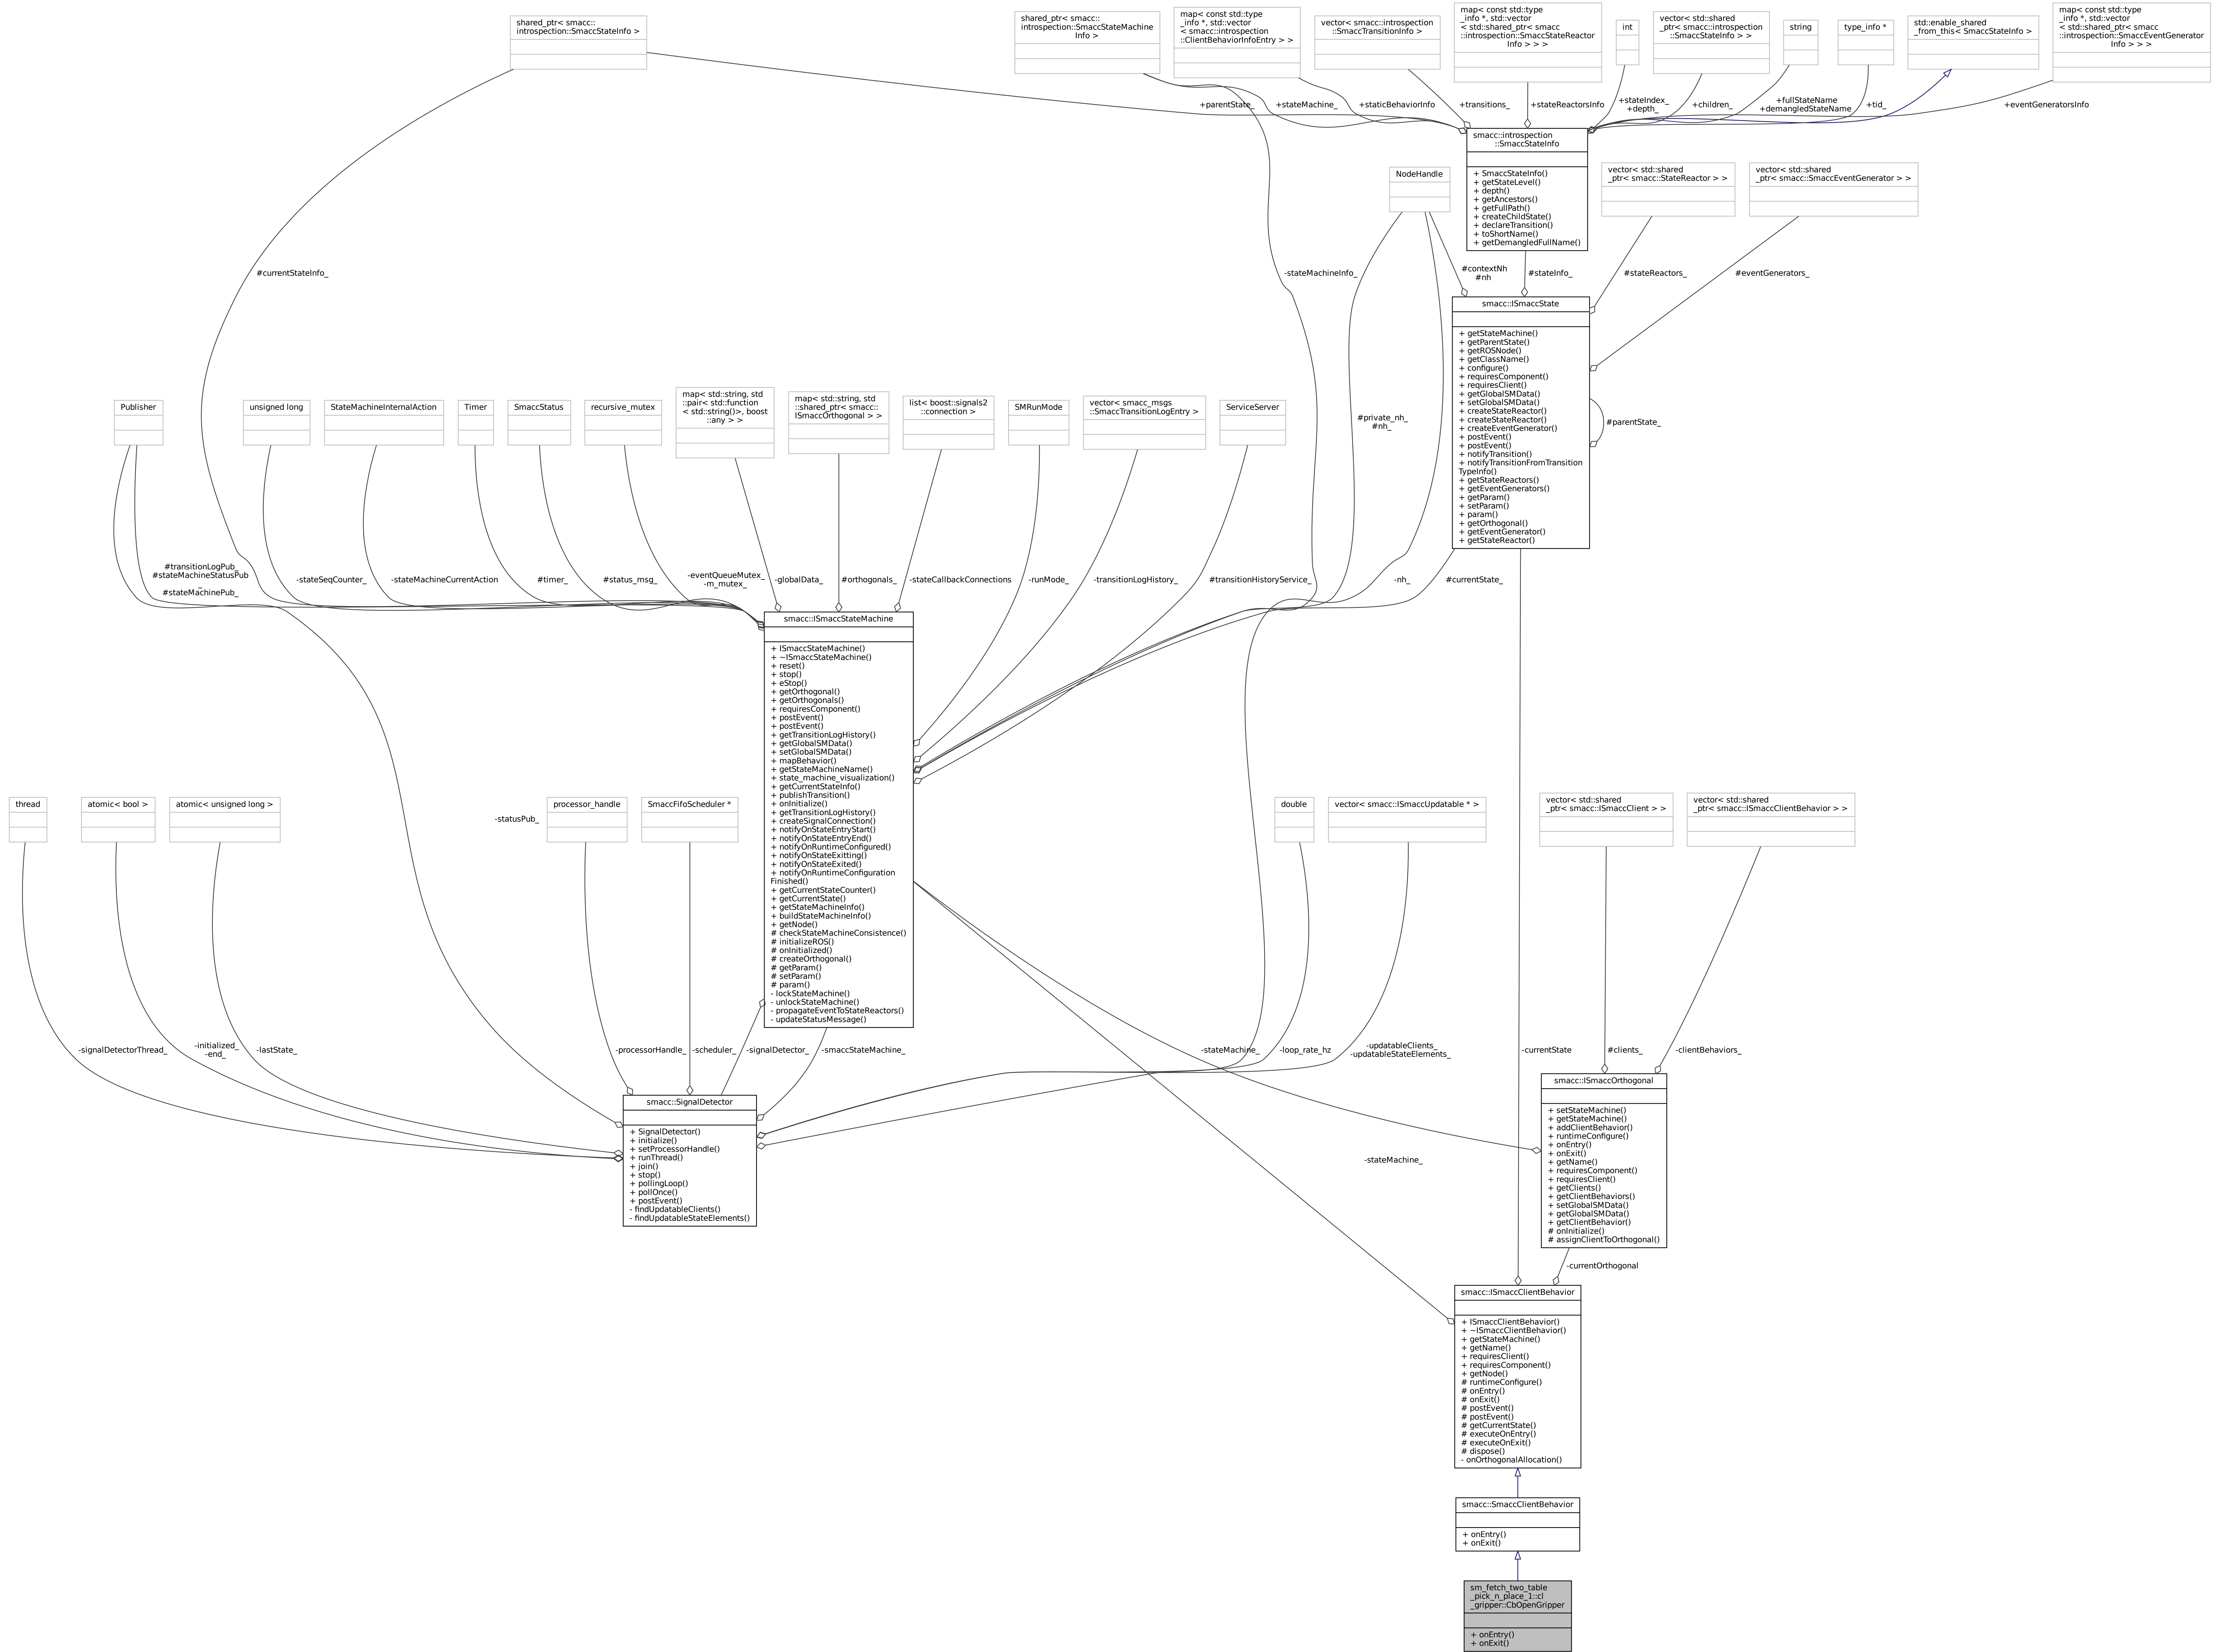 shared_ptr< smacc::
introspection::SmaccStateInfo >
shared_ptr< smacc::
introspection::SmaccStateMachine
Info >
map< const std::type
_info *, std::vector
< smacc::introspection
::ClientBehaviorInfoEntry > >
vector< smacc::introspection
::SmaccTransitionInfo >
map< const std::type
_info *, std::vector
< std::shared_ptr< smacc
::introspection::SmaccStateReactor
Info > > >
int
vector< std::shared
_ptr< smacc::introspection
::SmaccStateInfo > >
string
type_info *
std::enable_shared
_from_this< SmaccStateInfo >
map< const std::type
_info *, std::vector
< std::shared_ptr< smacc
::introspection::SmaccEventGenerator
Info > > >
+parentState_
+stateMachine_
+staticBehaviorInfo
+transitions_
+stateReactorsInfo
+stateIndex_
+depth_
+children_
+fullStateName
+demangledStateName
+tid_
+eventGeneratorsInfo
smacc::introspection
::SmaccStateInfo
+ SmaccStateInfo()
+ getStateLevel()
+ depth()
+ getAncestors()
+ getFullPath()
+ createChildState()
+ declareTransition()
+ toShortName()
+ getDemangledFullName()
NodeHandle
vector< std::shared
_ptr< smacc::StateReactor > >
vector< std::shared
_ptr< smacc::SmaccEventGenerator > >
#currentStateInfo_
-stateMachineInfo_
#contextNh
#nh
#stateInfo_
#stateReactors_
#eventGenerators_
smacc::ISmaccState
+ getStateMachine()
+ getParentState()
+ getROSNode()
+ getClassName()
+ configure()
+ requiresComponent()
+ requiresClient()
+ getGlobalSMData()
+ setGlobalSMData()
+ createStateReactor()
+ createStateReactor()
+ createEventGenerator()
+ postEvent()
+ postEvent()
+ notifyTransition()
+ notifyTransitionFromTransition
TypeInfo()
+ getStateReactors()
+ getEventGenerators()
+ getParam()
+ setParam()
+ param()
+ getOrthogonal()
+ getEventGenerator()
+ getStateReactor()
#parentState_
Publisher
unsigned long
StateMachineInternalAction
Timer
SmaccStatus
recursive_mutex
map< std::string, std
::pair< std::function
< std::string()>, boost
::any > >
map< std::string, std
::shared_ptr< smacc::
ISmaccOrthogonal > >
list< boost::signals2
::connection >
SMRunMode
vector< smacc_msgs
::SmaccTransitionLogEntry >
ServiceServer
#private_nh_
#nh_
#transitionLogPub_
#stateMachineStatusPub
_
#stateMachinePub_
-stateSeqCounter_
-stateMachineCurrentAction
#timer_
#status_msg_
-eventQueueMutex_
-m_mutex_
-globalData_
#orthogonals_
-stateCallbackConnections
-runMode_
-transitionLogHistory_
#transitionHistoryService_
-nh_
#currentState_
smacc::ISmaccStateMachine
+ ISmaccStateMachine()
+ ~ISmaccStateMachine()
+ reset()
+ stop()
+ eStop()
+ getOrthogonal()
+ getOrthogonals()
+ requiresComponent()
+ postEvent()
+ postEvent()
+ getTransitionLogHistory()
+ getGlobalSMData()
+ setGlobalSMData()
+ mapBehavior()
+ getStateMachineName()
+ state_machine_visualization()
+ getCurrentStateInfo()
+ publishTransition()
+ onInitialize()
+ getTransitionLogHistory()
+ createSignalConnection()
+ notifyOnStateEntryStart()
+ notifyOnStateEntryEnd()
+ notifyOnRuntimeConfigured()
+ notifyOnStateExitting()
+ notifyOnStateExited()
+ notifyOnRuntimeConfiguration
Finished()
+ getCurrentStateCounter()
+ getCurrentState()
+ getStateMachineInfo()
+ buildStateMachineInfo()
+ getNode()
# checkStateMachineConsistence()
# initializeROS()
# onInitialized()
# createOrthogonal()
# getParam()
# setParam()
# param()
- lockStateMachine()
- unlockStateMachine()
- propagateEventToStateReactors()
- updateStatusMessage()
thread
atomic< bool >
atomic< unsigned long >
-statusPub_
processor_handle
SmaccFifoScheduler *
double
vector< smacc::ISmaccUpdatable * >
vector< std::shared
_ptr< smacc::ISmaccClient > >
vector< std::shared
_ptr< smacc::ISmaccClientBehavior > >
-signalDetectorThread_
-initialized_
-end_
-lastState_
-processorHandle_
-scheduler_
-signalDetector_
-smaccStateMachine_
-stateMachine_
-loop_rate_hz
-updatableClients_
-updatableStateElements_
-currentState
#clients_
-clientBehaviors_
smacc::SignalDetector
+ SignalDetector()
+ initialize()
+ setProcessorHandle()
+ runThread()
+ join()
+ stop()
+ pollingLoop()
+ pollOnce()
+ postEvent()
- findUpdatableClients()
- findUpdatableStateElements()
smacc::ISmaccOrthogonal
+ setStateMachine()
+ getStateMachine()
+ addClientBehavior()
+ runtimeConfigure()
+ onEntry()
+ onExit()
+ getName()
+ requiresComponent()
+ requiresClient()
+ getClients()
+ getClientBehaviors()
+ setGlobalSMData()
+ getGlobalSMData()
+ getClientBehavior()
# onInitialize()
# assignClientToOrthogonal()
-stateMachine_
-currentOrthogonal
smacc::ISmaccClientBehavior
+ ISmaccClientBehavior()
+ ~ISmaccClientBehavior()
+ getStateMachine()
+ getName()
+ requiresClient()
+ requiresComponent()
+ getNode()
# runtimeConfigure()
# onEntry()
# onExit()
# postEvent()
# postEvent()
# getCurrentState()
# executeOnEntry()
# executeOnExit()
# dispose()
- onOrthogonalAllocation()
smacc::SmaccClientBehavior
+ onEntry()
+ onExit()
sm_fetch_two_table
_pick_n_place_1::cl
_gripper::CbOpenGripper
+ onEntry()
+ onExit()